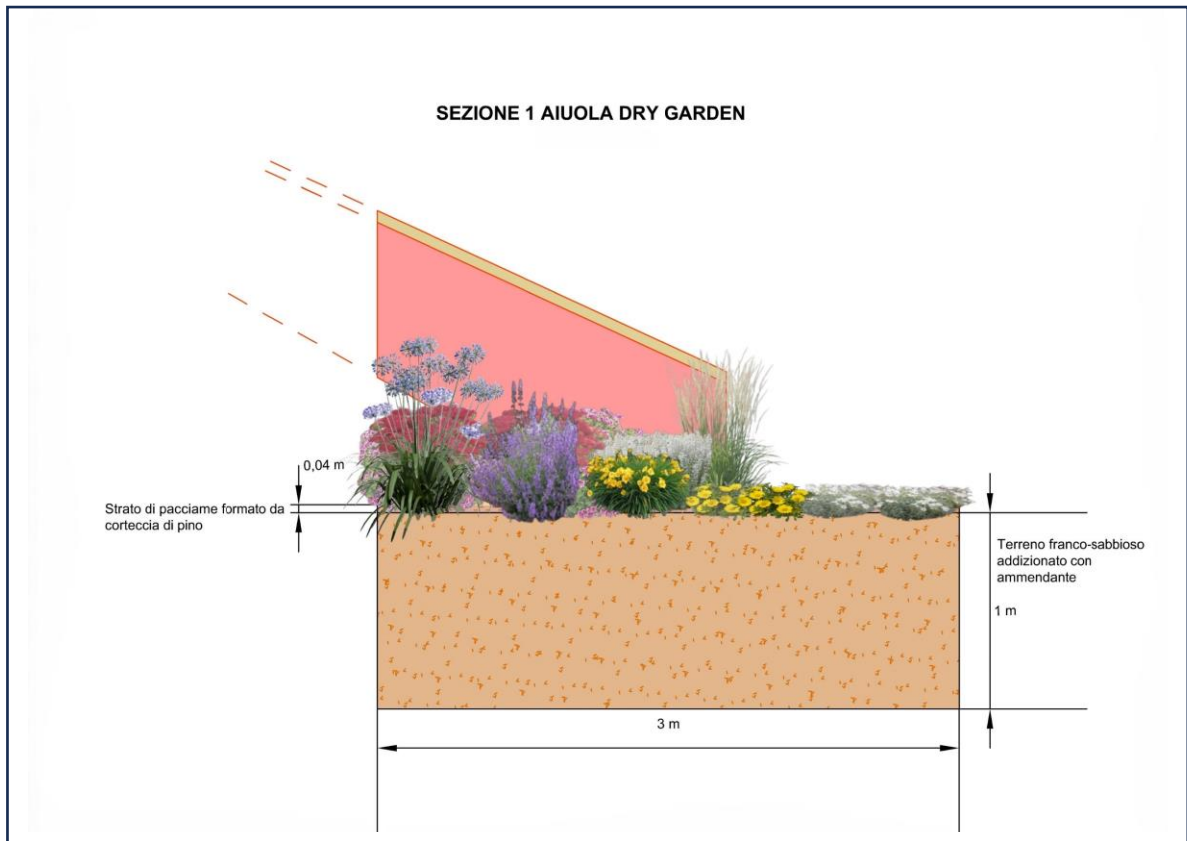 SEZIONE 1 AIUOLA DRY GARDEN
0,04 m
Strato di pacciame formato da
corteccia di pino
Terreno franco-sabbioso
addizionato con
ammendante
1 m
3 m